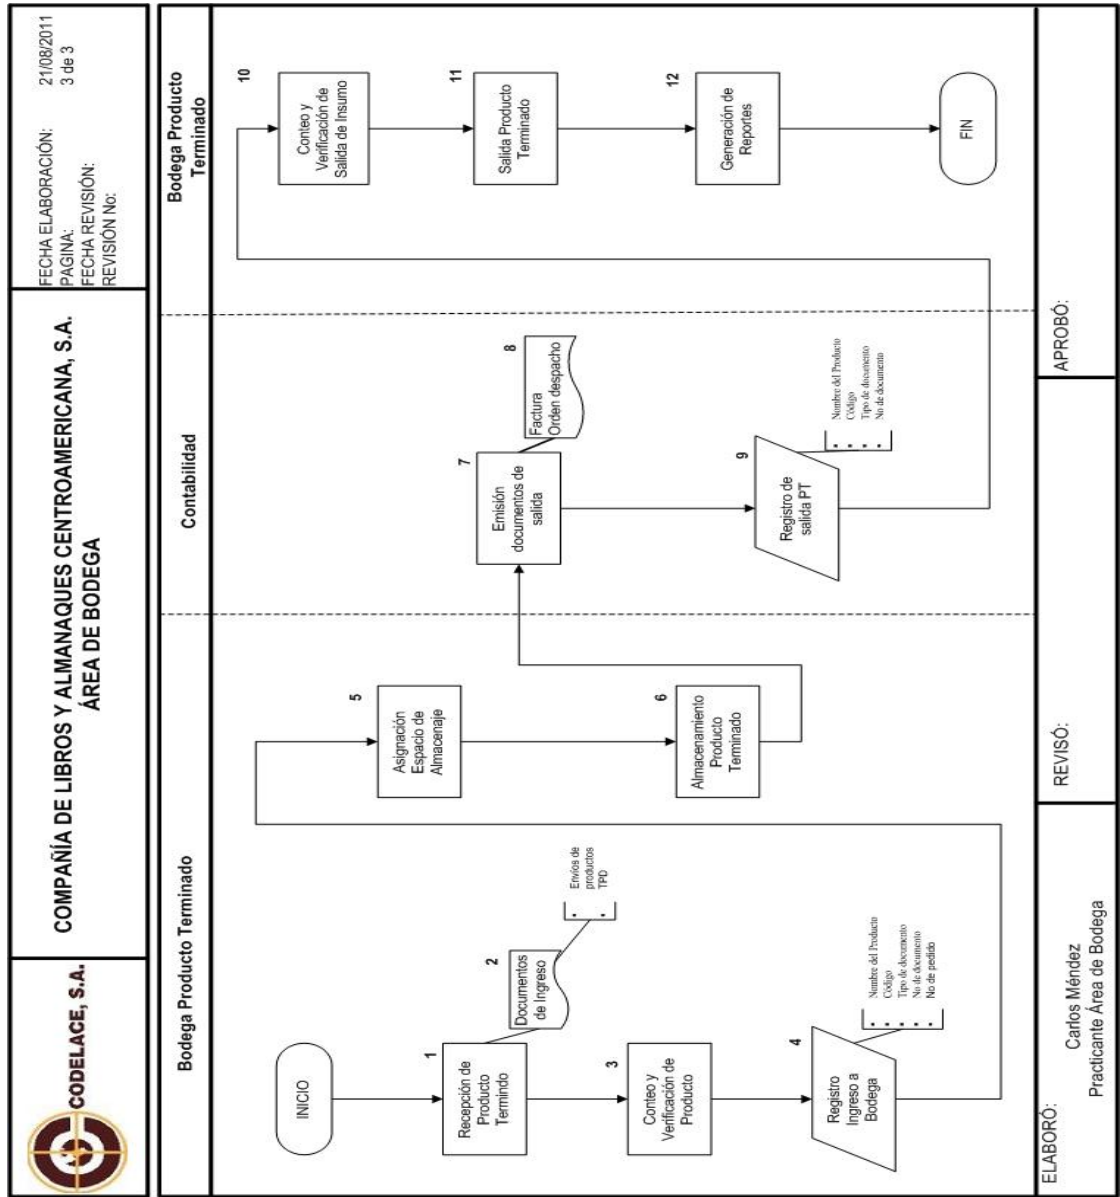 CODELACE, S.A.
COMPAÑÍA DE LIBROS Y ALMANAQUES CENTROAMERICANA, S.A.
ÁREA DE BODEGA
FECHA ELABORACIÓN: 21/08/2011
PAGINA: 3 de 3
FECHA REVISIÓN:
REVISIÓN No:
Bodega Producto Terminado
INICIO
1
Recepción de
Producto
Termindo
2
Documentos
de Ingreso
• Envíos de
productos
• TPD
3
Conteo y
Verificación de
Producto
4
Registro
Ingreso a
Bodega
• Nombre del Producto
• Código
• Tipo de documento
• No de documento
• No de pedido
5
Asignación
Espacio de
Almacenaje
6
Almacenamiento
Producto
Terminado
Contabilidad
7
Emisión
documentos de
salida
8
Factura
Orden despacho
9
Registro de
salida PT
• Nombre del Producto
• Código
• Tipo de documento
• No de documento
Bodega Producto
Terminado
10
Conteo y
Verificación de
Salida de Insumo
11
Salida Producto
Terminado
12
Generación de
Reportes
FIN
ELABORÓ:
Carlos Méndez
Practicante Área de Bodega
REVISÓ:
APROBÓ: